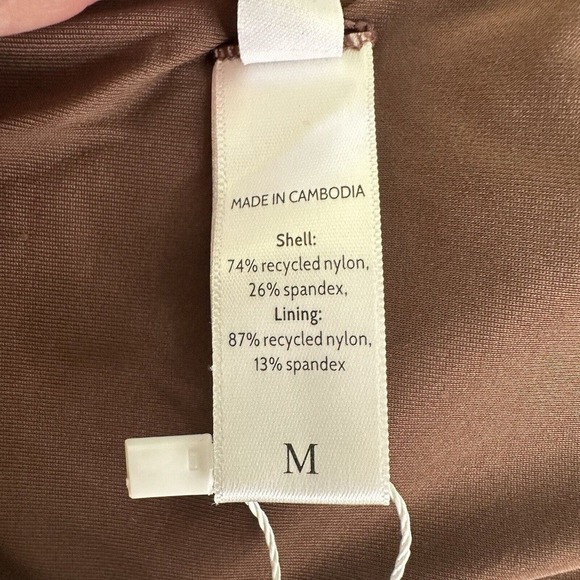 MADE IN CAMBODIA
Shell:
74% recycled nylon,
26% spandex,
Lining:
87% recycled nylon,
13% spandex
M